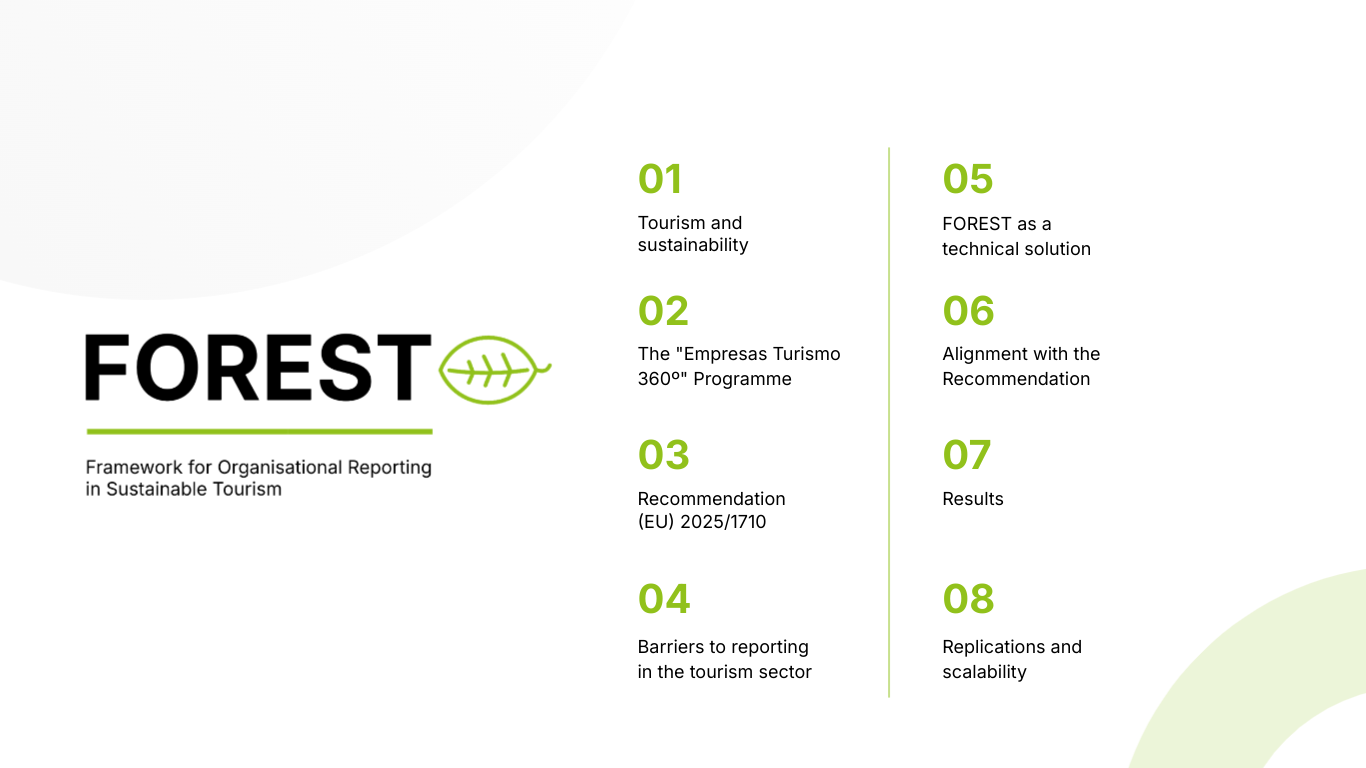 FOREST
Framework for Organisational Reporting
in Sustainable Tourism
01
Tourism and
sustainability
02
The "Empresas Turismo
360º" Programme
03
Recommendation
(EU) 2025/1710
04
Barriers to reporting
in the tourism sector
05
FOREST as a
technical solution
06
Alignment with the
Recommendation
07
Results
08
Replications and
scalability